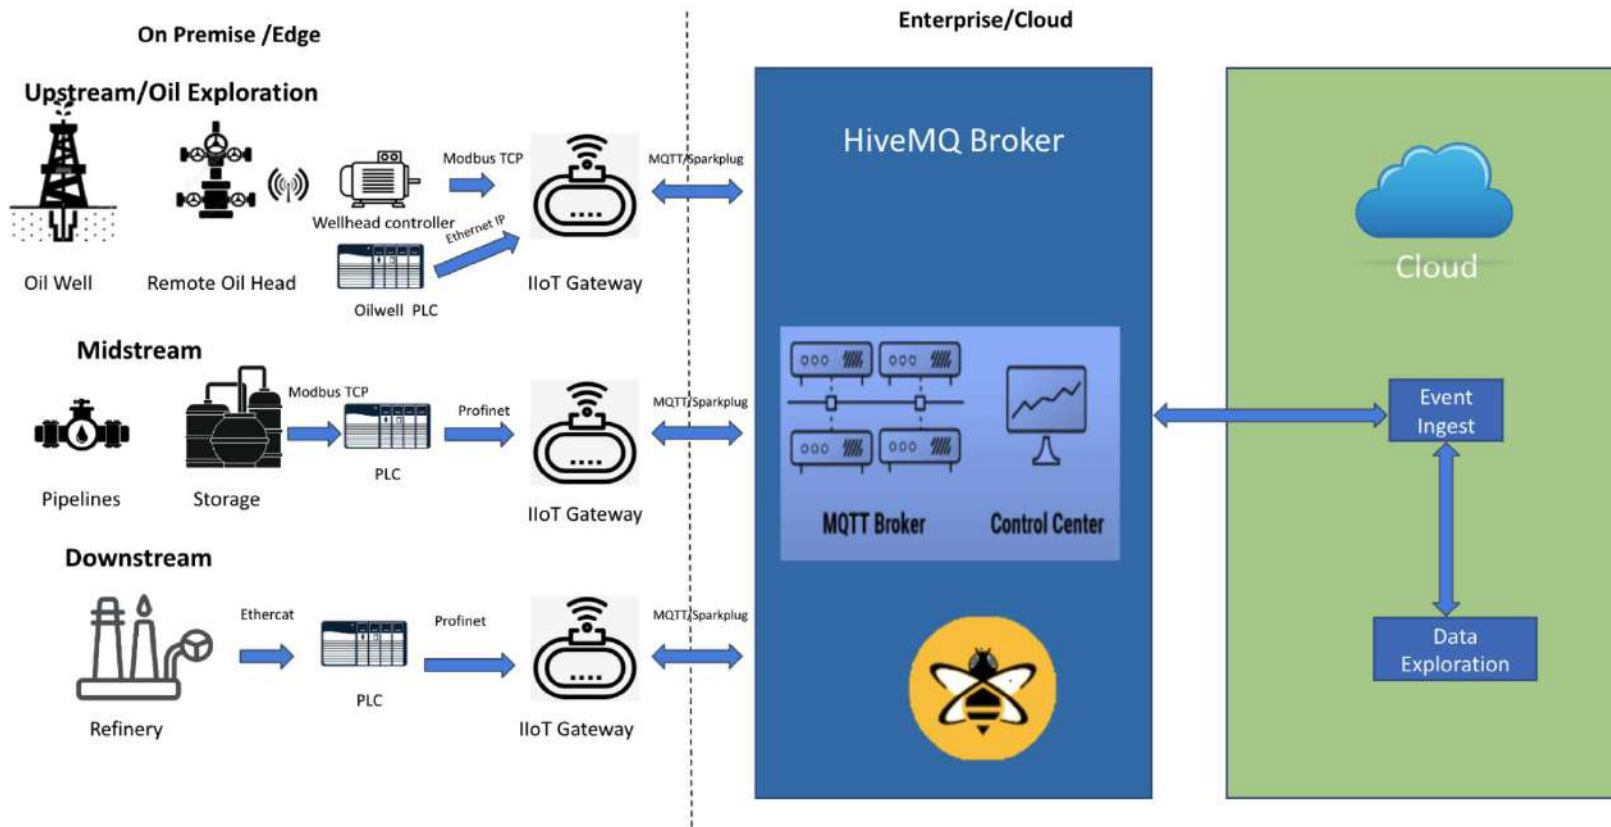 On Premise /Edge
Enterprise/Cloud
Upstream/Oil Exploration
Modbus TCP
MQTT/Sparkplug
Wellhead controller
Ethernet IP
Oil Well
Remote Oil Head
Oilwell PLC
IIoT Gateway
Midstream
Modbus TCP
Profinet
MQTT/Sparkplug
PLC
Pipelines
Storage
IIoT Gateway
Downstream
Ethercat
Profinet
MQTT/Sparkplug
PLC
Refinery
IIoT Gateway
HiveMQ Broker
MQTT Broker
Control Center
Cloud
Event
Ingest
Data
Exploration